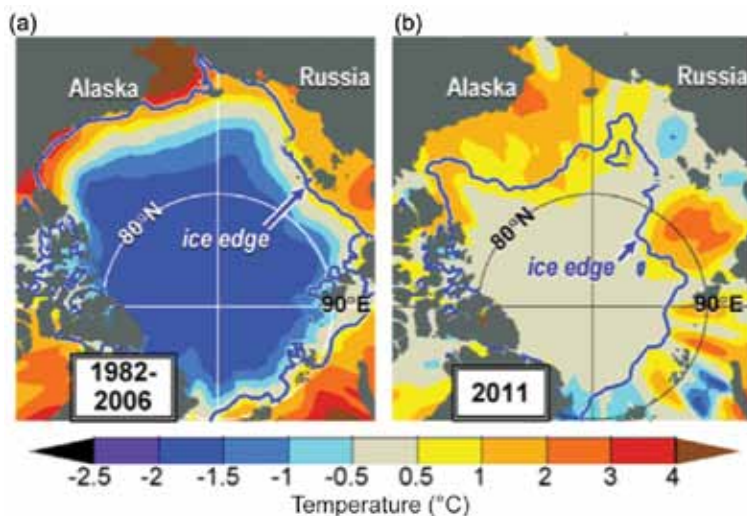 (a)
Alaska
Russia
80°N
ice edge
90°E
1982-
2006
(b)
Alaska
Russia
80°N
ice edge
90°E
2011
-2.5 -2 -1.5 -1 -0.5 0.5 1 2 3 4
Temperature (°C)